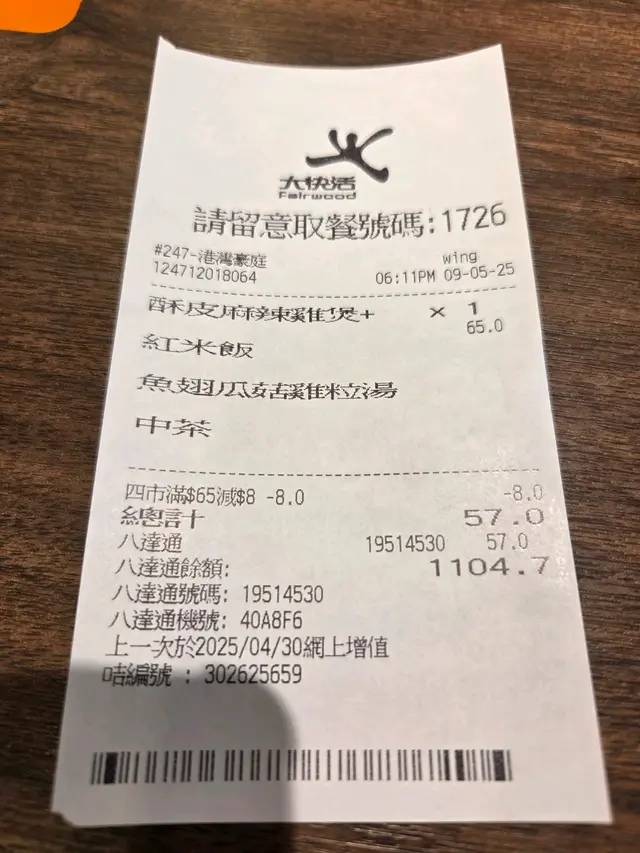 大快活
Fairwood
請留意取餐號碼:1726
#247-港灣豪庭 wing
124712018064 06:11PM 09-05-25
酥皮麻辣雞煲+ × 1
65.0
紅米飯
魚翅瓜姑雞粒湯
中茶
四市滿$65減$8 -8.0 -8.0
總計 57.0
八達通 19514530 57.0
八達通餘額: 1104.7
八達通號碼: 19514530
八達通機號: 40A8F6
上一次於2025/04/30網上增值
咭編號 : 302625659